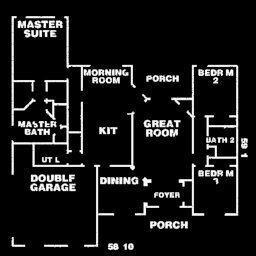 MASTER
SUITE
MORNING
ROOM
PORCH
BEDR M
2
MASTER
BATH
KIT
GREAT
ROOM
BATH 2
59 1
UT L
DOUBLF
GARAGE
DINING
FOYER
BEDR M
3
PORCH
58 10